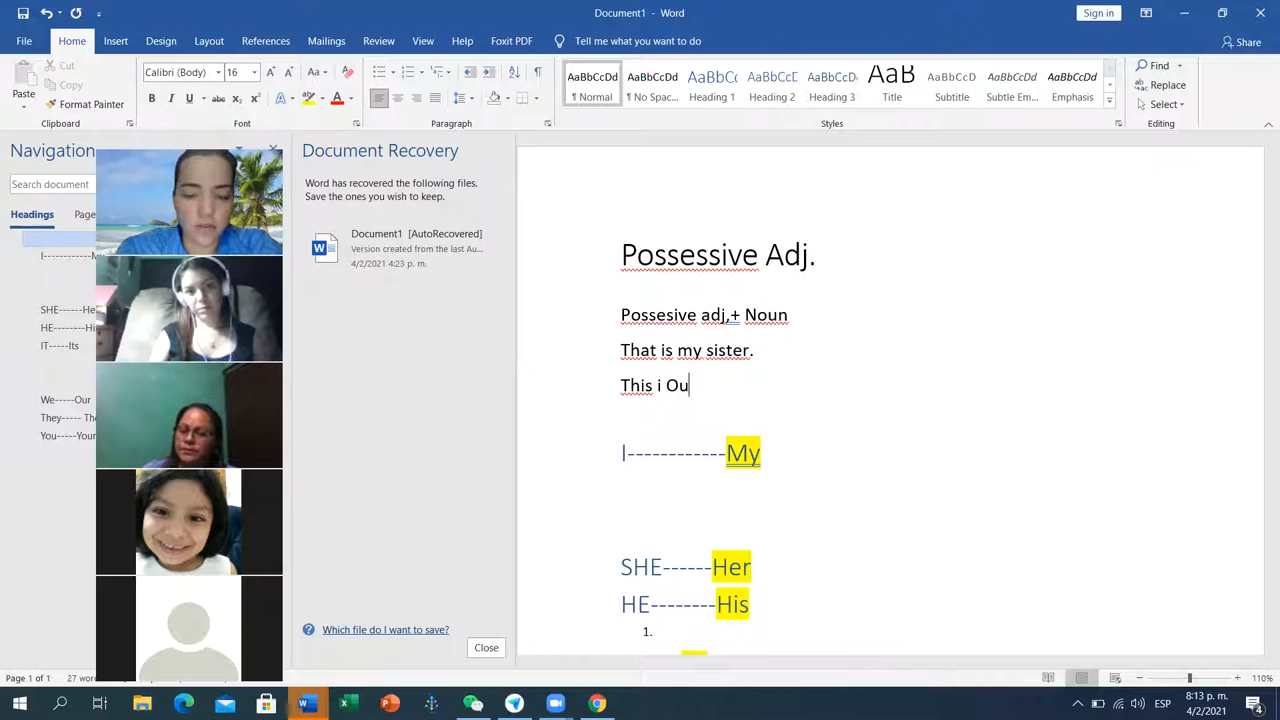 Document1 - Word
Sign in
File Home Insert Design Layout References Mailings Review View Help Foxit PDF Tell me what you want to do Share
Paste
Cut
Copy
Format Painter
Clipboard
Calibri (Body) 16
Font
Paragraph
AaBbCcDd AaBbCcDd AaBbC AaBbCcD AaBbCcD AaB AaBbCcD AaBbCcDd AaBbCcDd
¶ Normal ¶ No Spac... Heading 1 Heading 2 Heading 3 Title Subtitle Subtle Em... Emphasis
Styles
Find
Replace
Select
Editing
Search document
Headings
I------
SHE----He
HE-----His
IT----Its
We----Our
They---
You----Your
Document Recovery
Word has recovered the following files.
Save the ones you wish to keep.
Document1 [AutoRecovered]
Version created from the last Au...
4/2/2021 4:23 p. m.
Which file do I want to save?
Close
Possessive Adj.
Possesive adj,+ Noun
That is my sister.
This i Ou
I------------My
SHE------Her
HE--------His
1.
Page 1 of 1
110%
8:13 p. m.
ESP
4/2/2021
4